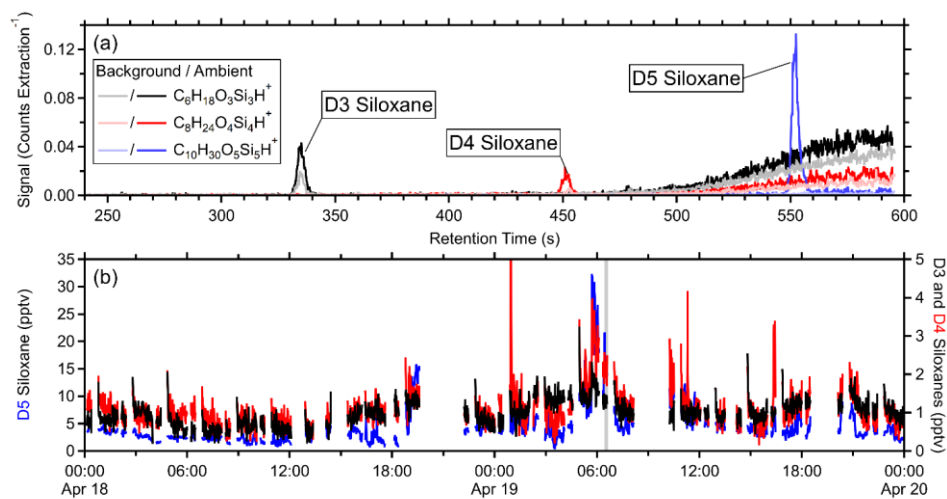 (a)
Signal (Counts Extraction⁻¹)
0.12
0.08
0.04
0.00
Background / Ambient
/ C₆H₁₈O₃Si₃H⁺
/ C₈H₂₄O₄Si₄H⁺
/ C₁₀H₃₀O₅Si₅H⁺
D3 Siloxane
D4 Siloxane
D5 Siloxane
250 300 350 400 450 500 550 600
Retention Time (s)
(b)
D5 Siloxane (pptv)
35
30
25
20
15
10
5
0
5
4
3
2
1
0
D3 and D4 Siloxanes (pptv)
00:00 06:00 12:00 18:00 00:00 06:00 12:00 18:00 00:00
Apr 18 Apr 19 Apr 20